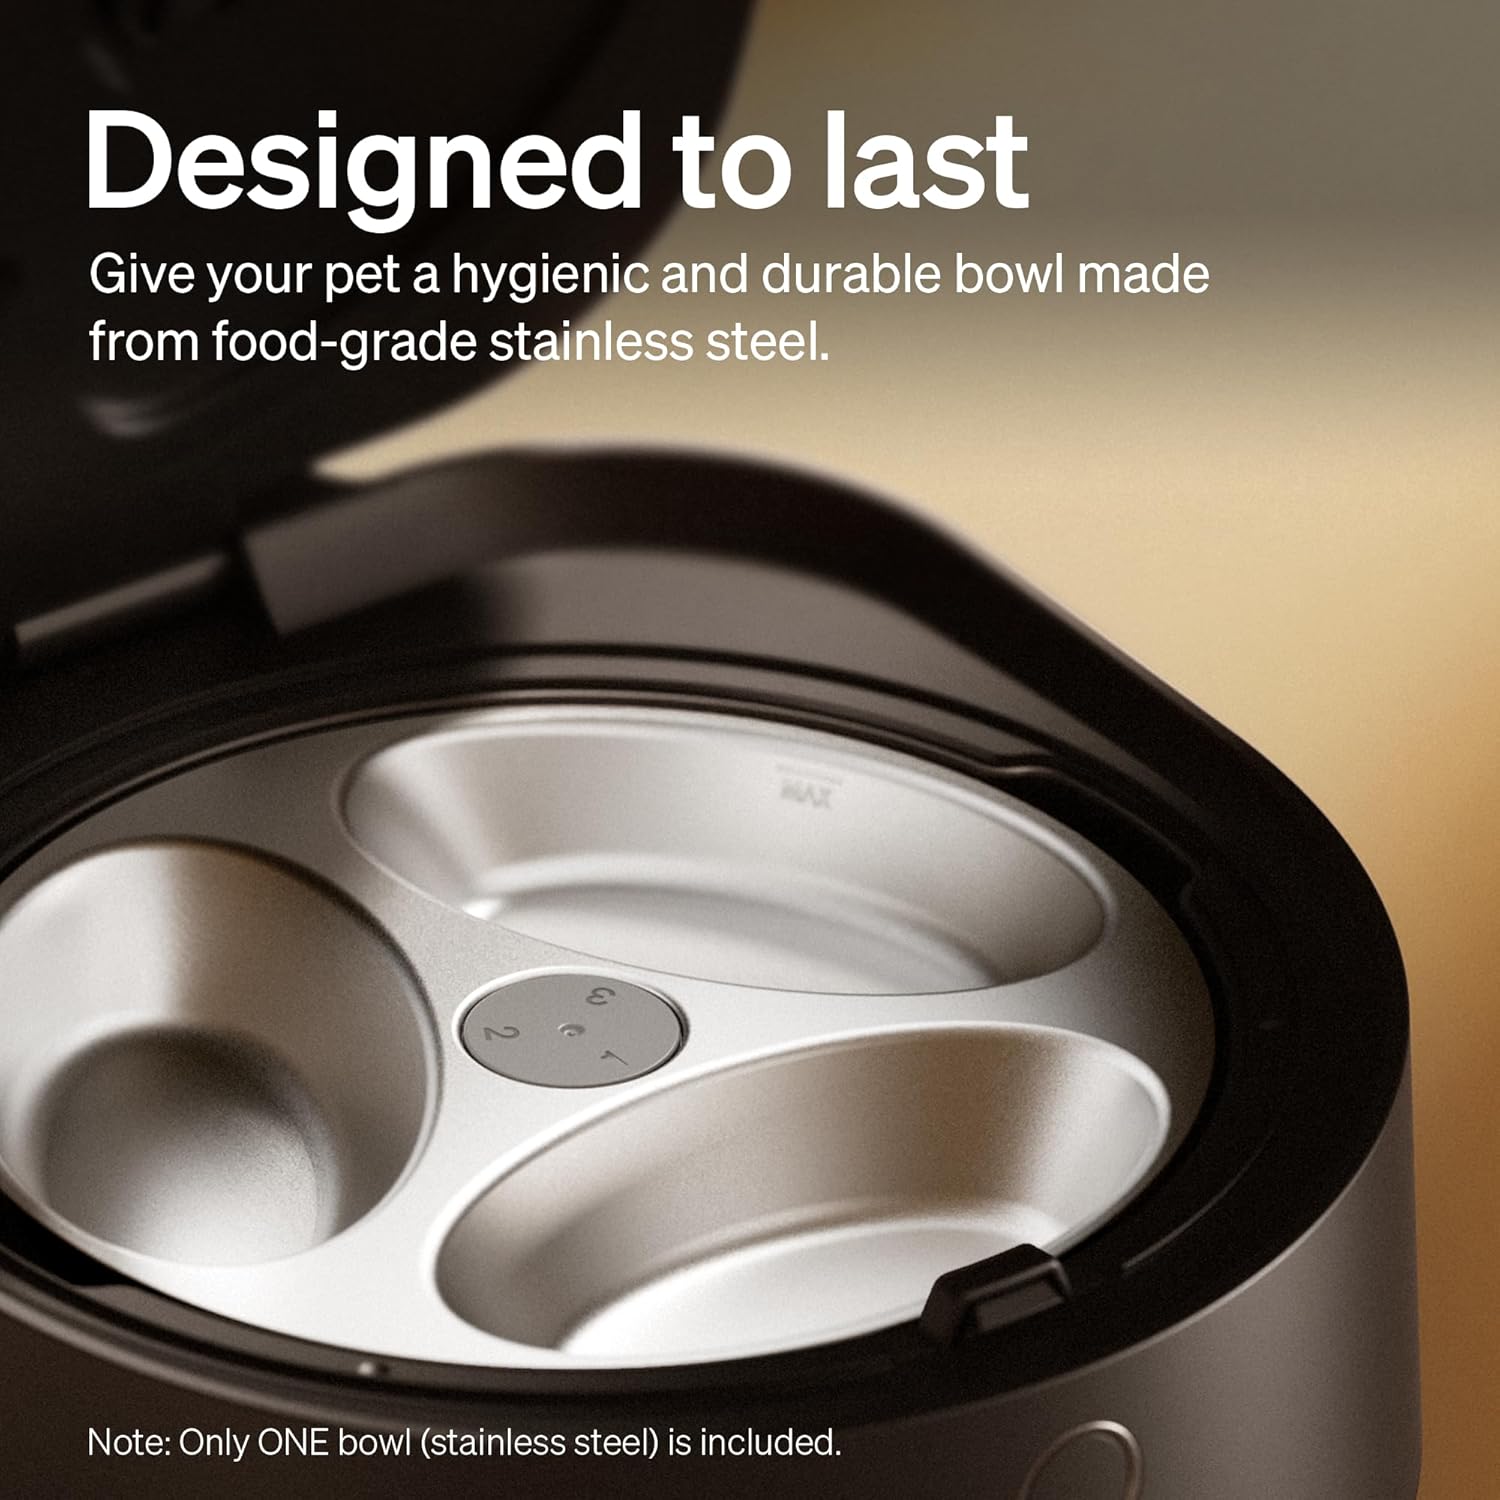 Designed to last
Give your pet a hygienic and durable bowl made
from food-grade stainless steel.
MAX
3
2
1
Note: Only ONE bowl (stainless steel) is included.